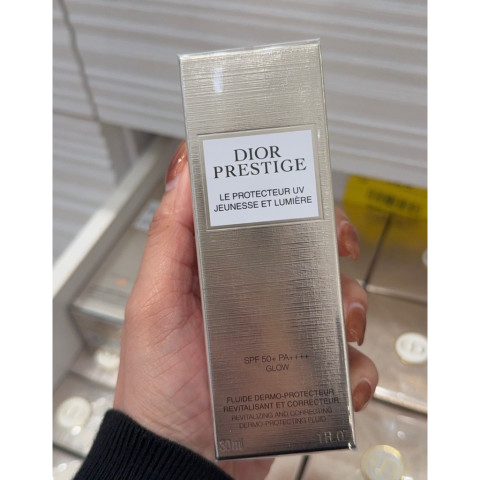 DIOR
PRESTIGE
LE PROTECTEUR UV
JEUNESSE ET LUMIÈRE
SPF 50+ PA++++
GLOW
FLUIDE DERMO-PROTECTEUR
REVITALISANT ET CORRECTEUR
REVITALIZING AND CORRECTING
DERMO-PROTECTING FLUID
30ml 1 FL.O.